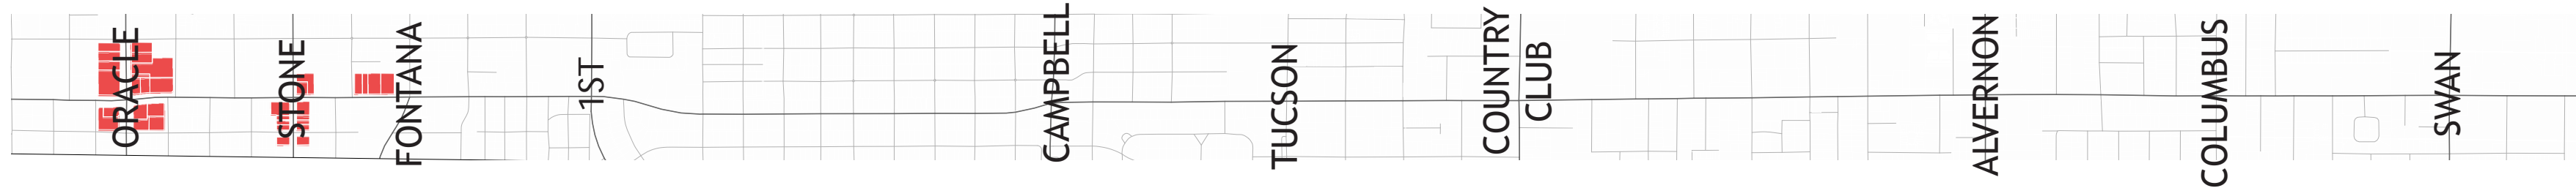 ORACLE
STONE
FONTANA
1ST
CAMPBELL
TUCSON
COUNTRY
CLUB
ALVERNON
COLUMBUS
SWAN